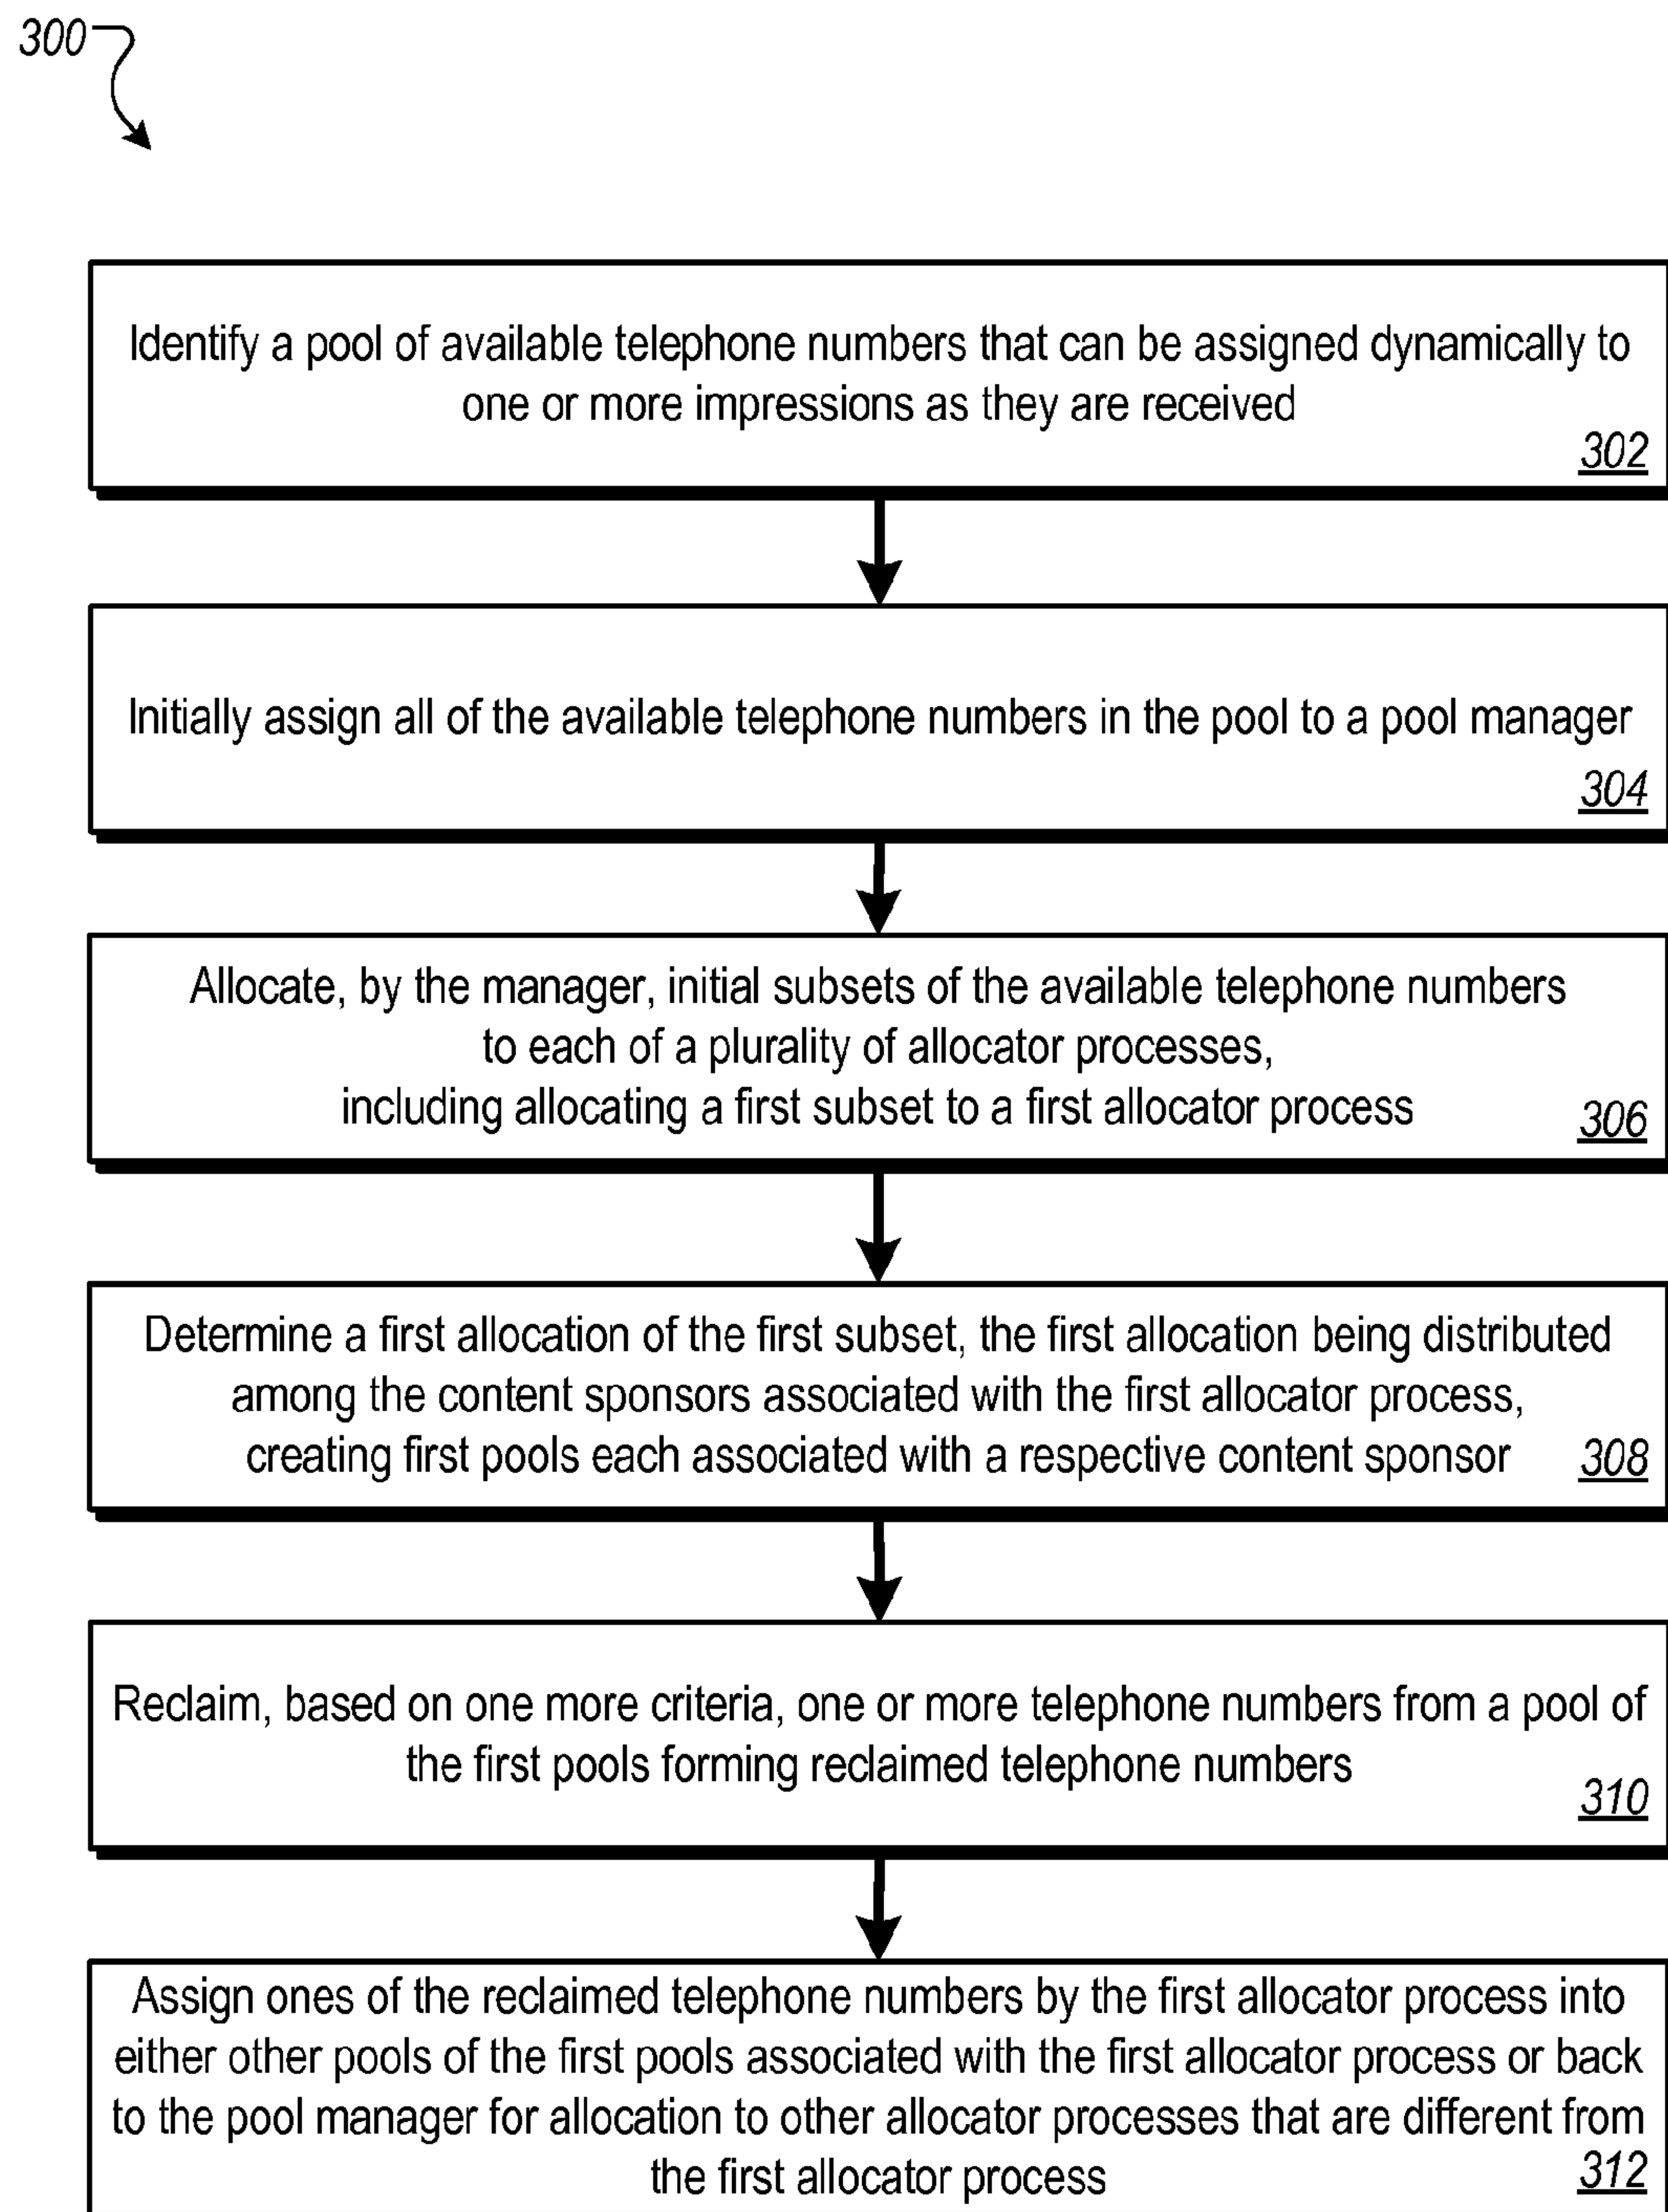 300
Identify a pool of available telephone numbers that can be assigned dynamically to
one or more impressions as they are received
302
Initially assign all of the available telephone numbers in the pool to a pool manager
304
Allocate, by the manager, initial subsets of the available telephone numbers
to each of a plurality of allocator processes,
including allocating a first subset to a first allocator process
306
Determine a first allocation of the first subset, the first allocation being distributed
among the content sponsors associated with the first allocator process,
creating first pools each associated with a respective content sponsor
308
Reclaim, based on one more criteria, one or more telephone numbers from a pool of
the first pools forming reclaimed telephone numbers
310
Assign ones of the reclaimed telephone numbers by the first allocator process into
either other pools of the first pools associated with the first allocator process or back
to the pool manager for allocation to other allocator processes that are different from
the first allocator process
312